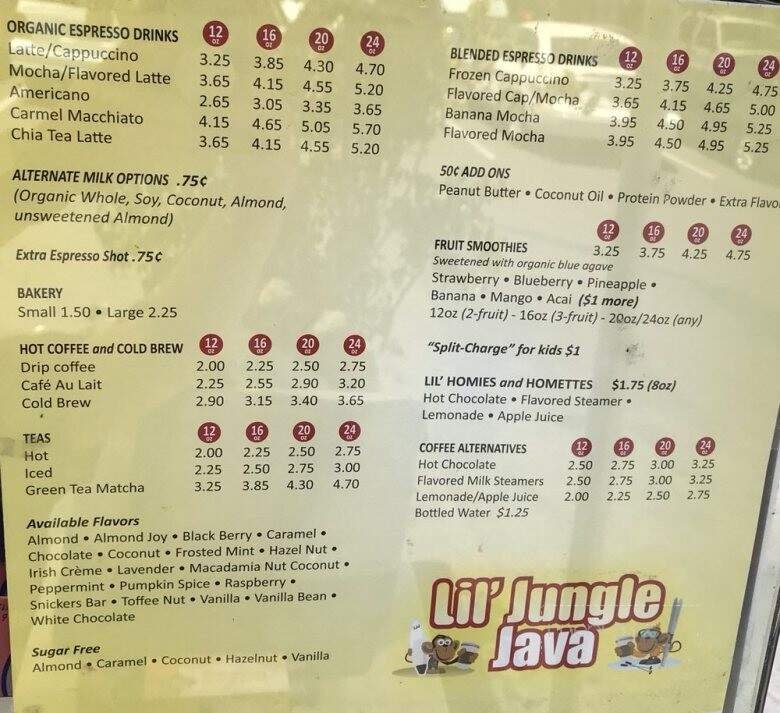 ORGANIC ESPRESSO DRINKS 12 OZ 16 OZ 20 OZ 24 OZ
Latte/Cappuccino 3.25 3.85 4.30 4.70
Mocha/Flavored Latte 3.65 4.15 4.55 5.20
Americano 2.65 3.05 3.35 3.65
Carmel Macchiato 4.15 4.65 5.05 5.70
Chia Tea Latte 3.65 4.15 4.55 5.20
ALTERNATE MILK OPTIONS .75¢
(Organic Whole, Soy, Coconut, Almond,
unsweetened Almond)
Extra Espresso Shot .75¢
BAKERY
Small 1.50 • Large 2.25
HOT COFFEE and COLD BREW 12 OZ 16 OZ 20 OZ 24 OZ
Drip coffee 2.00 2.25 2.50 2.75
Café Au Lait 2.25 2.55 2.90 3.20
Cold Brew 2.90 3.15 3.40 3.65
TEAS 12 OZ 16 OZ 20 OZ 24 OZ
Hot 2.00 2.25 2.50 2.75
Iced 2.25 2.50 2.75 3.00
Green Tea Matcha 3.25 3.85 4.30 4.70
Available Flavors
Almond • Almond Joy • Black Berry • Caramel •
Chocolate • Coconut • Frosted Mint • Hazel Nut •
Irish Crème • Lavender • Macadamia Nut Coconut •
Peppermint • Pumpkin Spice • Raspberry •
Snickers Bar • Toffee Nut • Vanilla • Vanilla Bean •
White Chocolate
Sugar Free
Almond • Caramel • Coconut • Hazelnut • Vanilla
BLENDED ESPRESSO DRINKS 12 OZ 16 OZ 20 OZ 24 OZ
Frozen Cappuccino 3.25 3.75 4.25 4.75
Flavored Cap/Mocha 3.65 4.15 4.65 5.00
Banana Mocha 3.95 4.50 4.95 5.25
Flavored Mocha 3.95 4.50 4.95 5.25
50¢ ADD ONS
Peanut Butter • Coconut Oil • Protein Powder • Extra Flavo
12 OZ 16 OZ 20 OZ 24 OZ
FRUIT SMOOTHIES 3.25 3.75 4.25 4.75
Sweetened with organic blue agave
Strawberry • Blueberry • Pineapple •
Banana • Mango • Acai ($1 more)
12oz (2-fruit) - 16oz (3-fruit) - 20oz/24oz (any)
"Split-Charge" for kids $1
LIL' HOMIES and HOMETTES $1.75 (8oz)
Hot Chocolate • Flavored Steamer •
Lemonade • Apple Juice
COFFEE ALTERNATIVES 12 OZ 16 OZ 20 OZ 24 OZ
Hot Chocolate 2.50 2.75 3.00 3.25
Flavored Milk Steamers 2.50 2.75 3.00 3.25
Lemonade/Apple Juice 2.00 2.25 2.50 2.75
Bottled Water $1.25
Lil' Jungle
Java